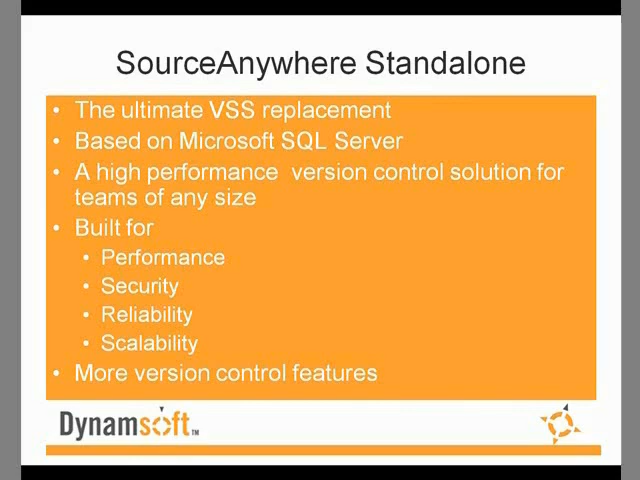 SourceAnywhere Standalone
• The ultimate VSS replacement
• Based on Microsoft SQL Server
• A high performance version control solution for
teams of any size
• Built for
• Performance
• Security
• Reliability
• Scalability
• More version control features
Dynamsoft™